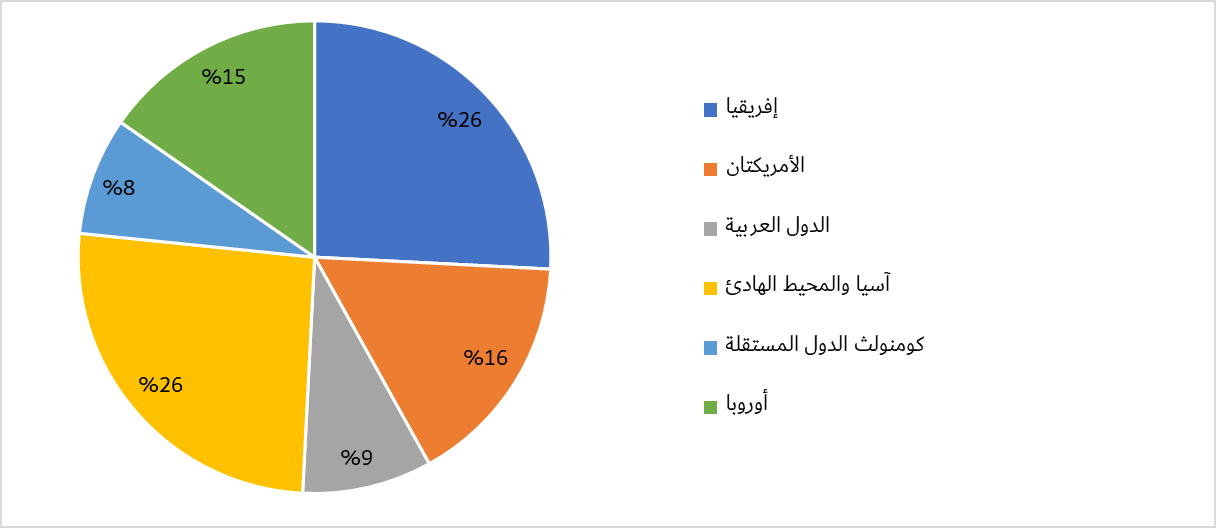 %26
%16
%9
%26
%8
%15
إفريقيا
الأمريكتان
الدول العربية
آسيا والمحيط الهادئ
كومنولث الدول المستقلة
أوروبا